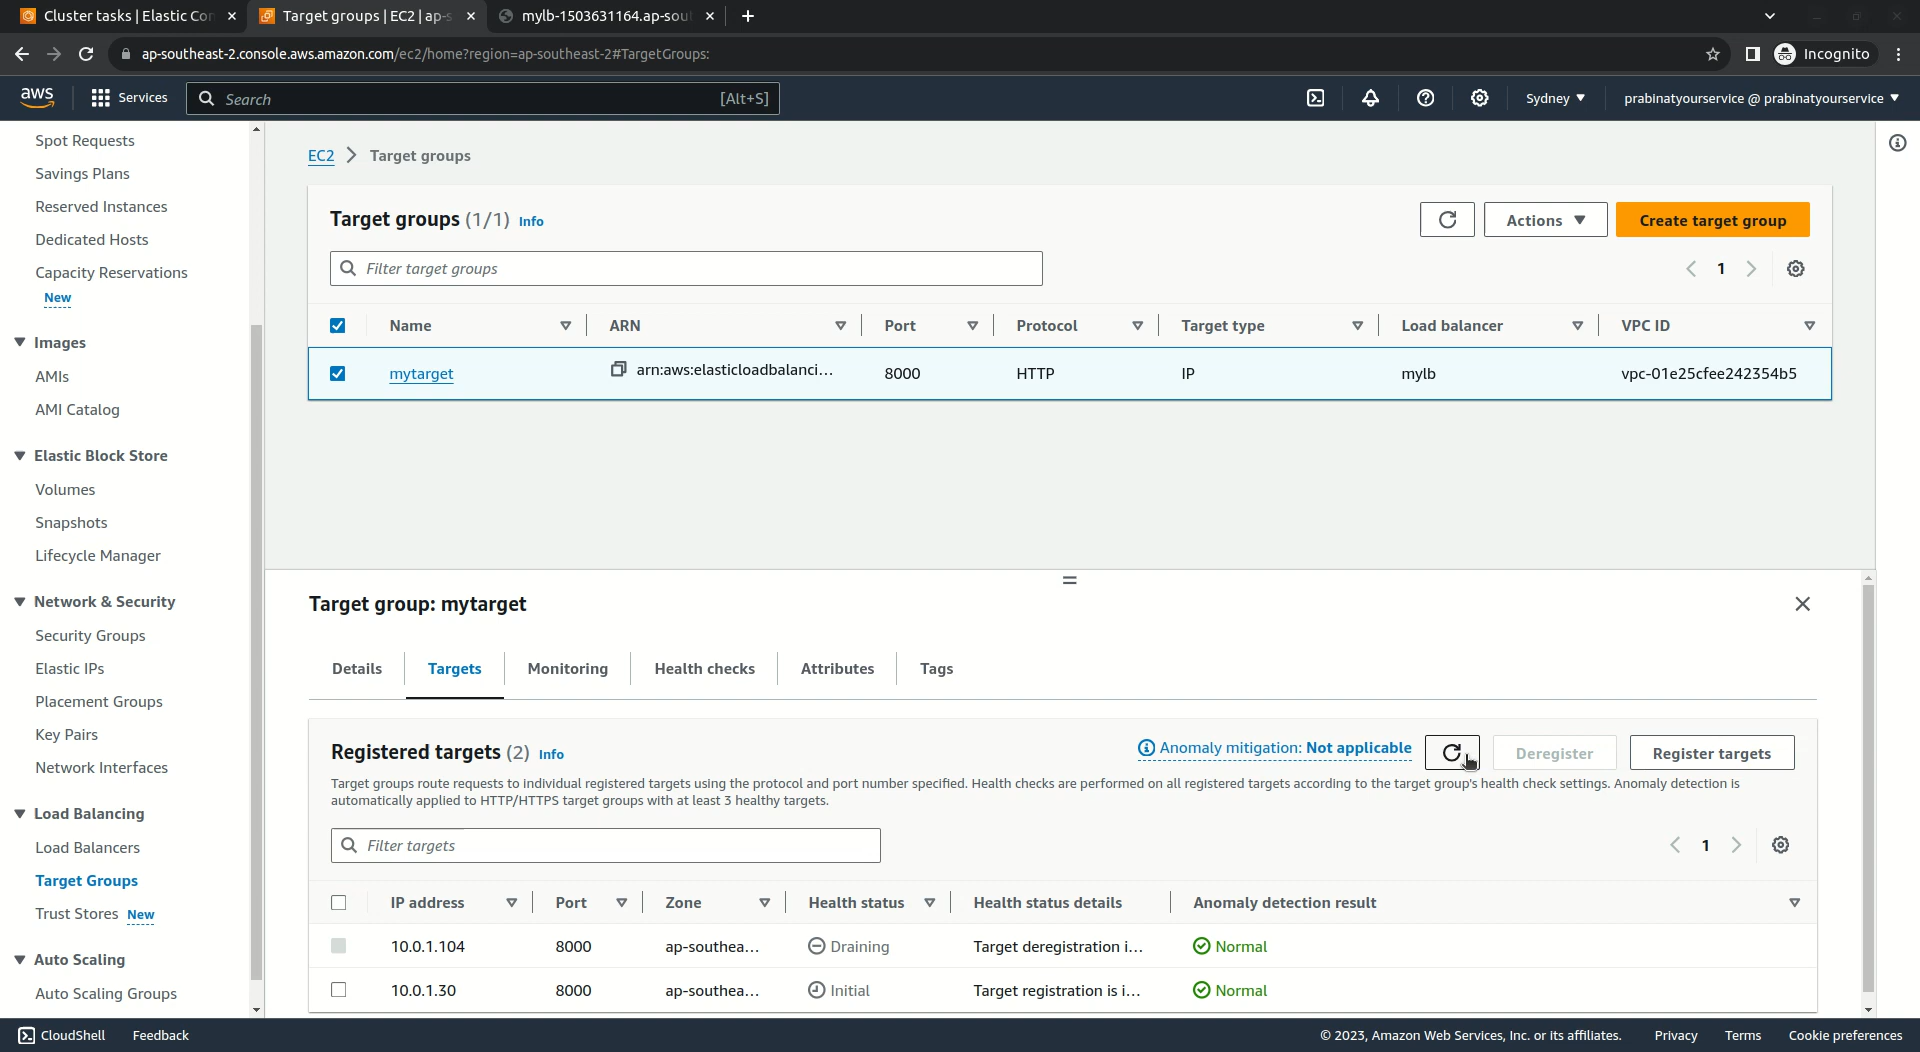 Cluster tasks | Elastic Con
Target groups | EC2 | ap-s
mylb-1503631164.ap-sou
ap-southeast-2.console.aws.amazon.com/ec2/home?region=ap-southeast-2#TargetGroups:
Incognito
aws
Services
Search
[Alt+S]
Sydney
prabinatyourservice @ prabinatyourservice
Spot Requests
Savings Plans
Reserved Instances
Dedicated Hosts
Capacity Reservations
New
Images
AMIs
AMI Catalog
Elastic Block Store
Volumes
Snapshots
Lifecycle Manager
Network & Security
Security Groups
Elastic IPs
Placement Groups
Key Pairs
Network Interfaces
Load Balancing
Load Balancers
Target Groups
Trust Stores New
Auto Scaling
Auto Scaling Groups
EC2 > Target groups
Target groups (1/1) Info
Actions
Create target group
Filter target groups
1
Name ARN Port Protocol Target type Load balancer VPC ID
mytarget arn:aws:elasticloadbalanci... 8000 HTTP IP mylb vpc-01e25cfee242354b5
Target group: mytarget
Details Targets Monitoring Health checks Attributes Tags
Registered targets (2) Info
Anomaly mitigation: Not applicable
Deregister
Register targets
Target groups route requests to individual registered targets using the protocol and port number specified. Health checks are performed on all registered targets according to the target group's health check settings. Anomaly detection is
automatically applied to HTTP/HTTPS target groups with at least 3 healthy targets.
Filter targets
1
IP address Port Zone Health status Health status details Anomaly detection result
10.0.1.104 8000 ap-southea... Draining Target deregistration i... Normal
10.0.1.30 8000 ap-southea... Initial Target registration is i... Normal
CloudShell
Feedback
© 2023, Amazon Web Services, Inc. or its affiliates.
Privacy
Terms
Cookie preferences